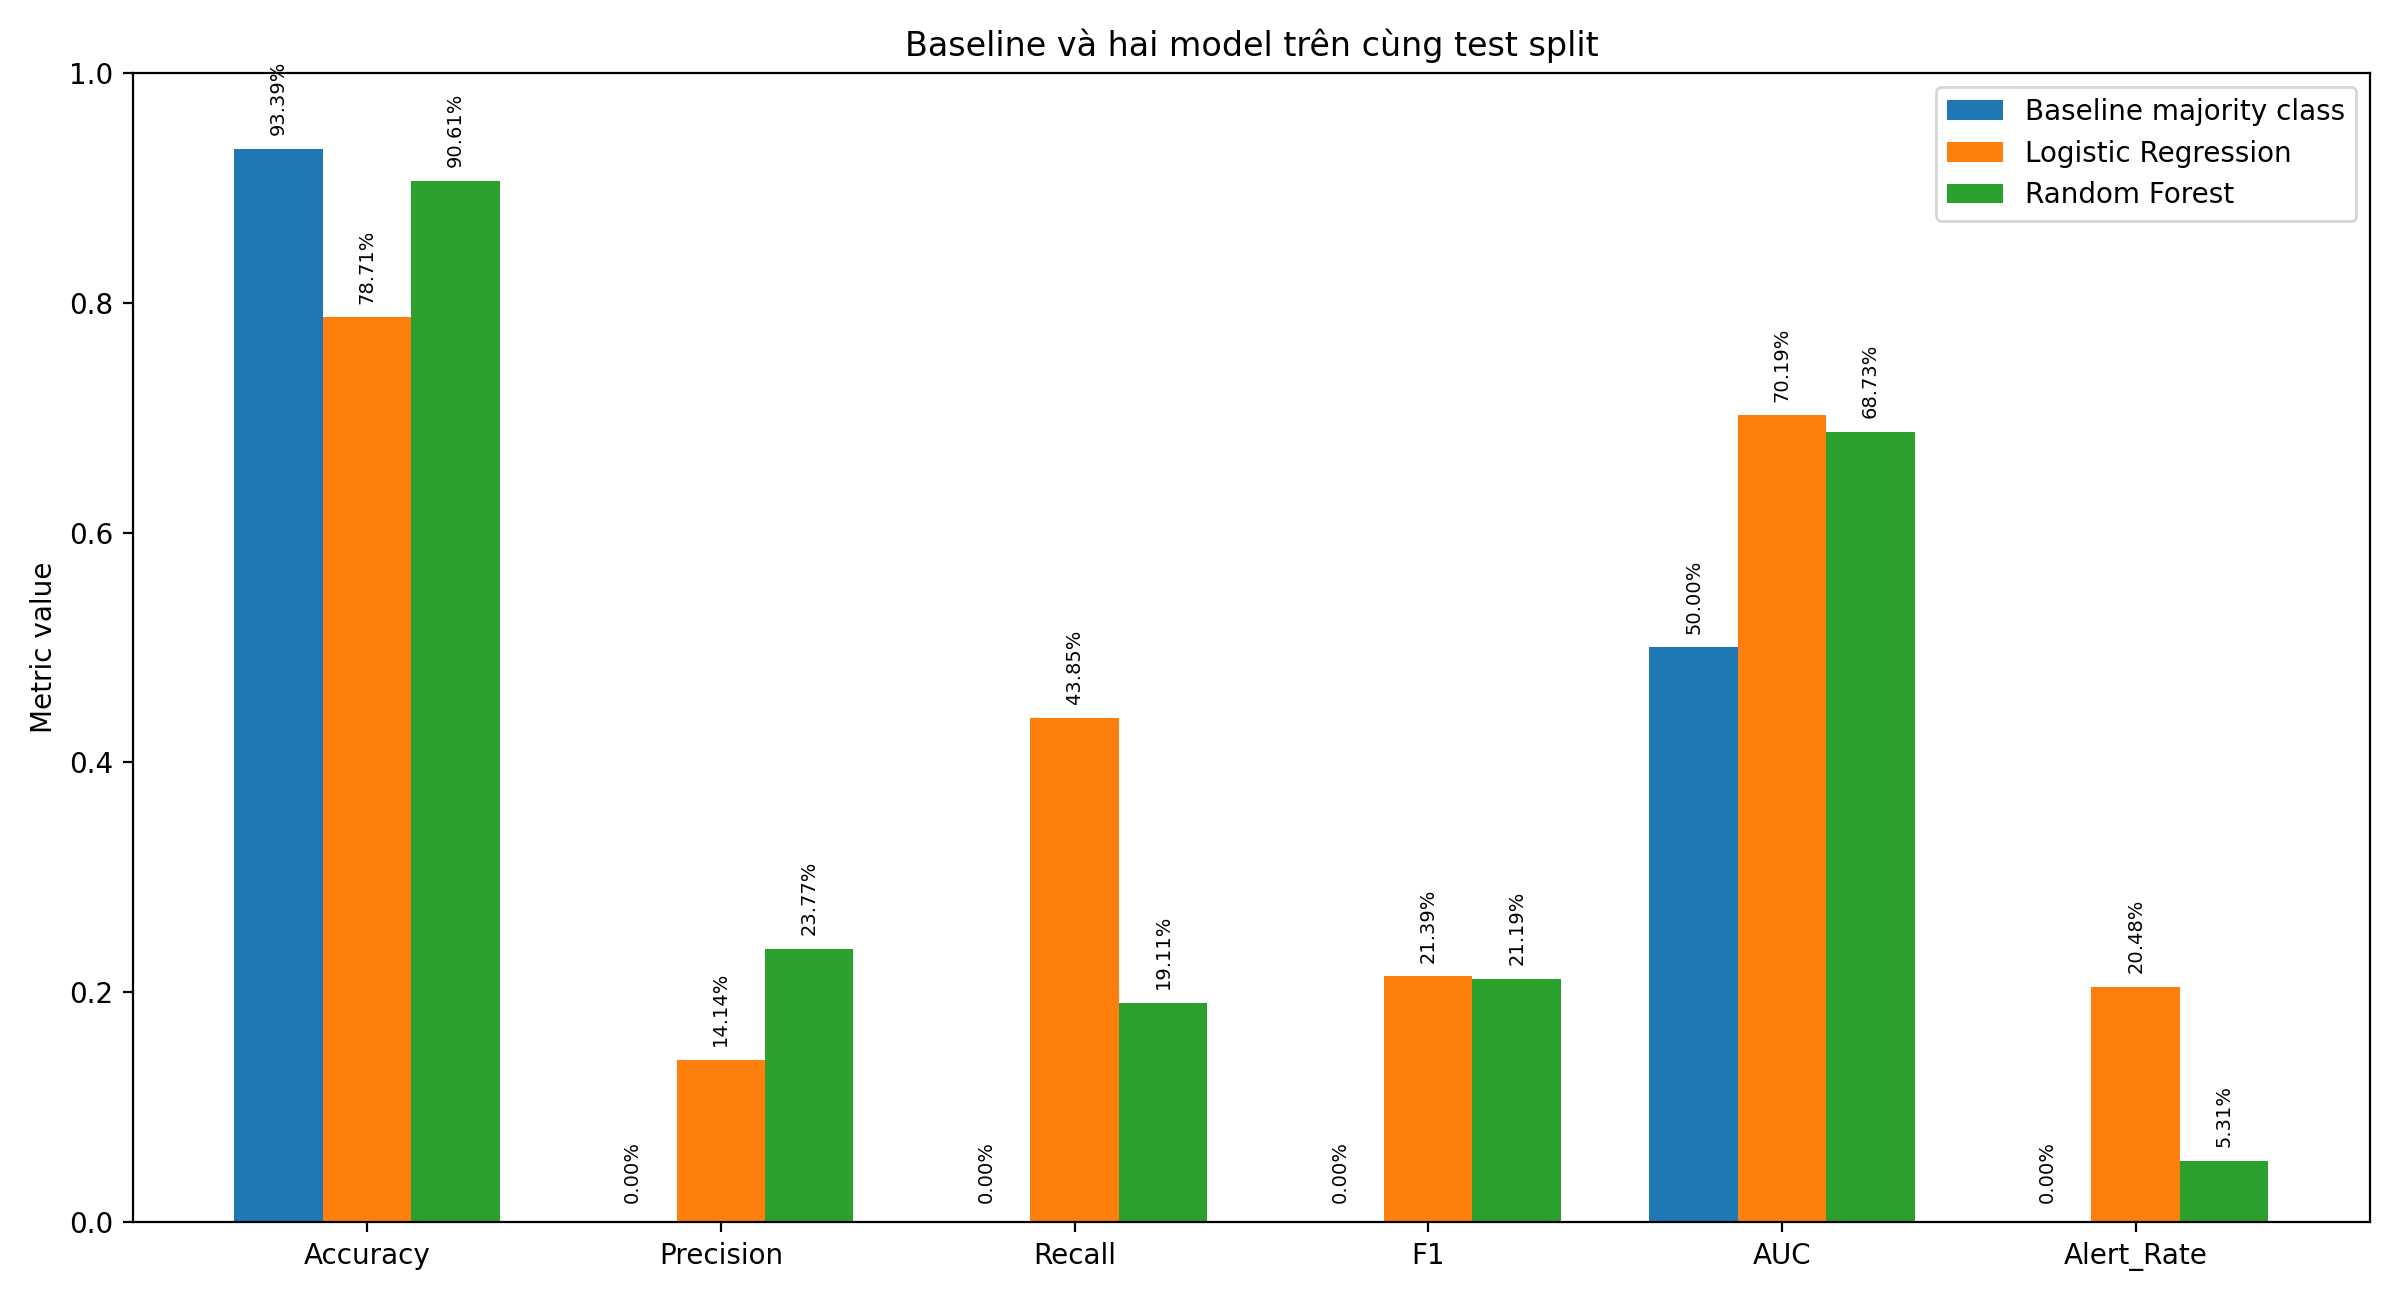 Baseline và hai model trên cùng test split
Baseline majority class
Logistic Regression
Random Forest
Metric value
1.0
0.8
0.6
0.4
0.2
0.0
93.39%
78.71%
90.61%
0.00%
14.14%
23.77%
0.00%
43.85%
19.11%
0.00%
21.39%
21.19%
50.00%
70.19%
68.73%
0.00%
20.48%
5.31%
Accuracy
Precision
Recall
F1
AUC
Alert_Rate